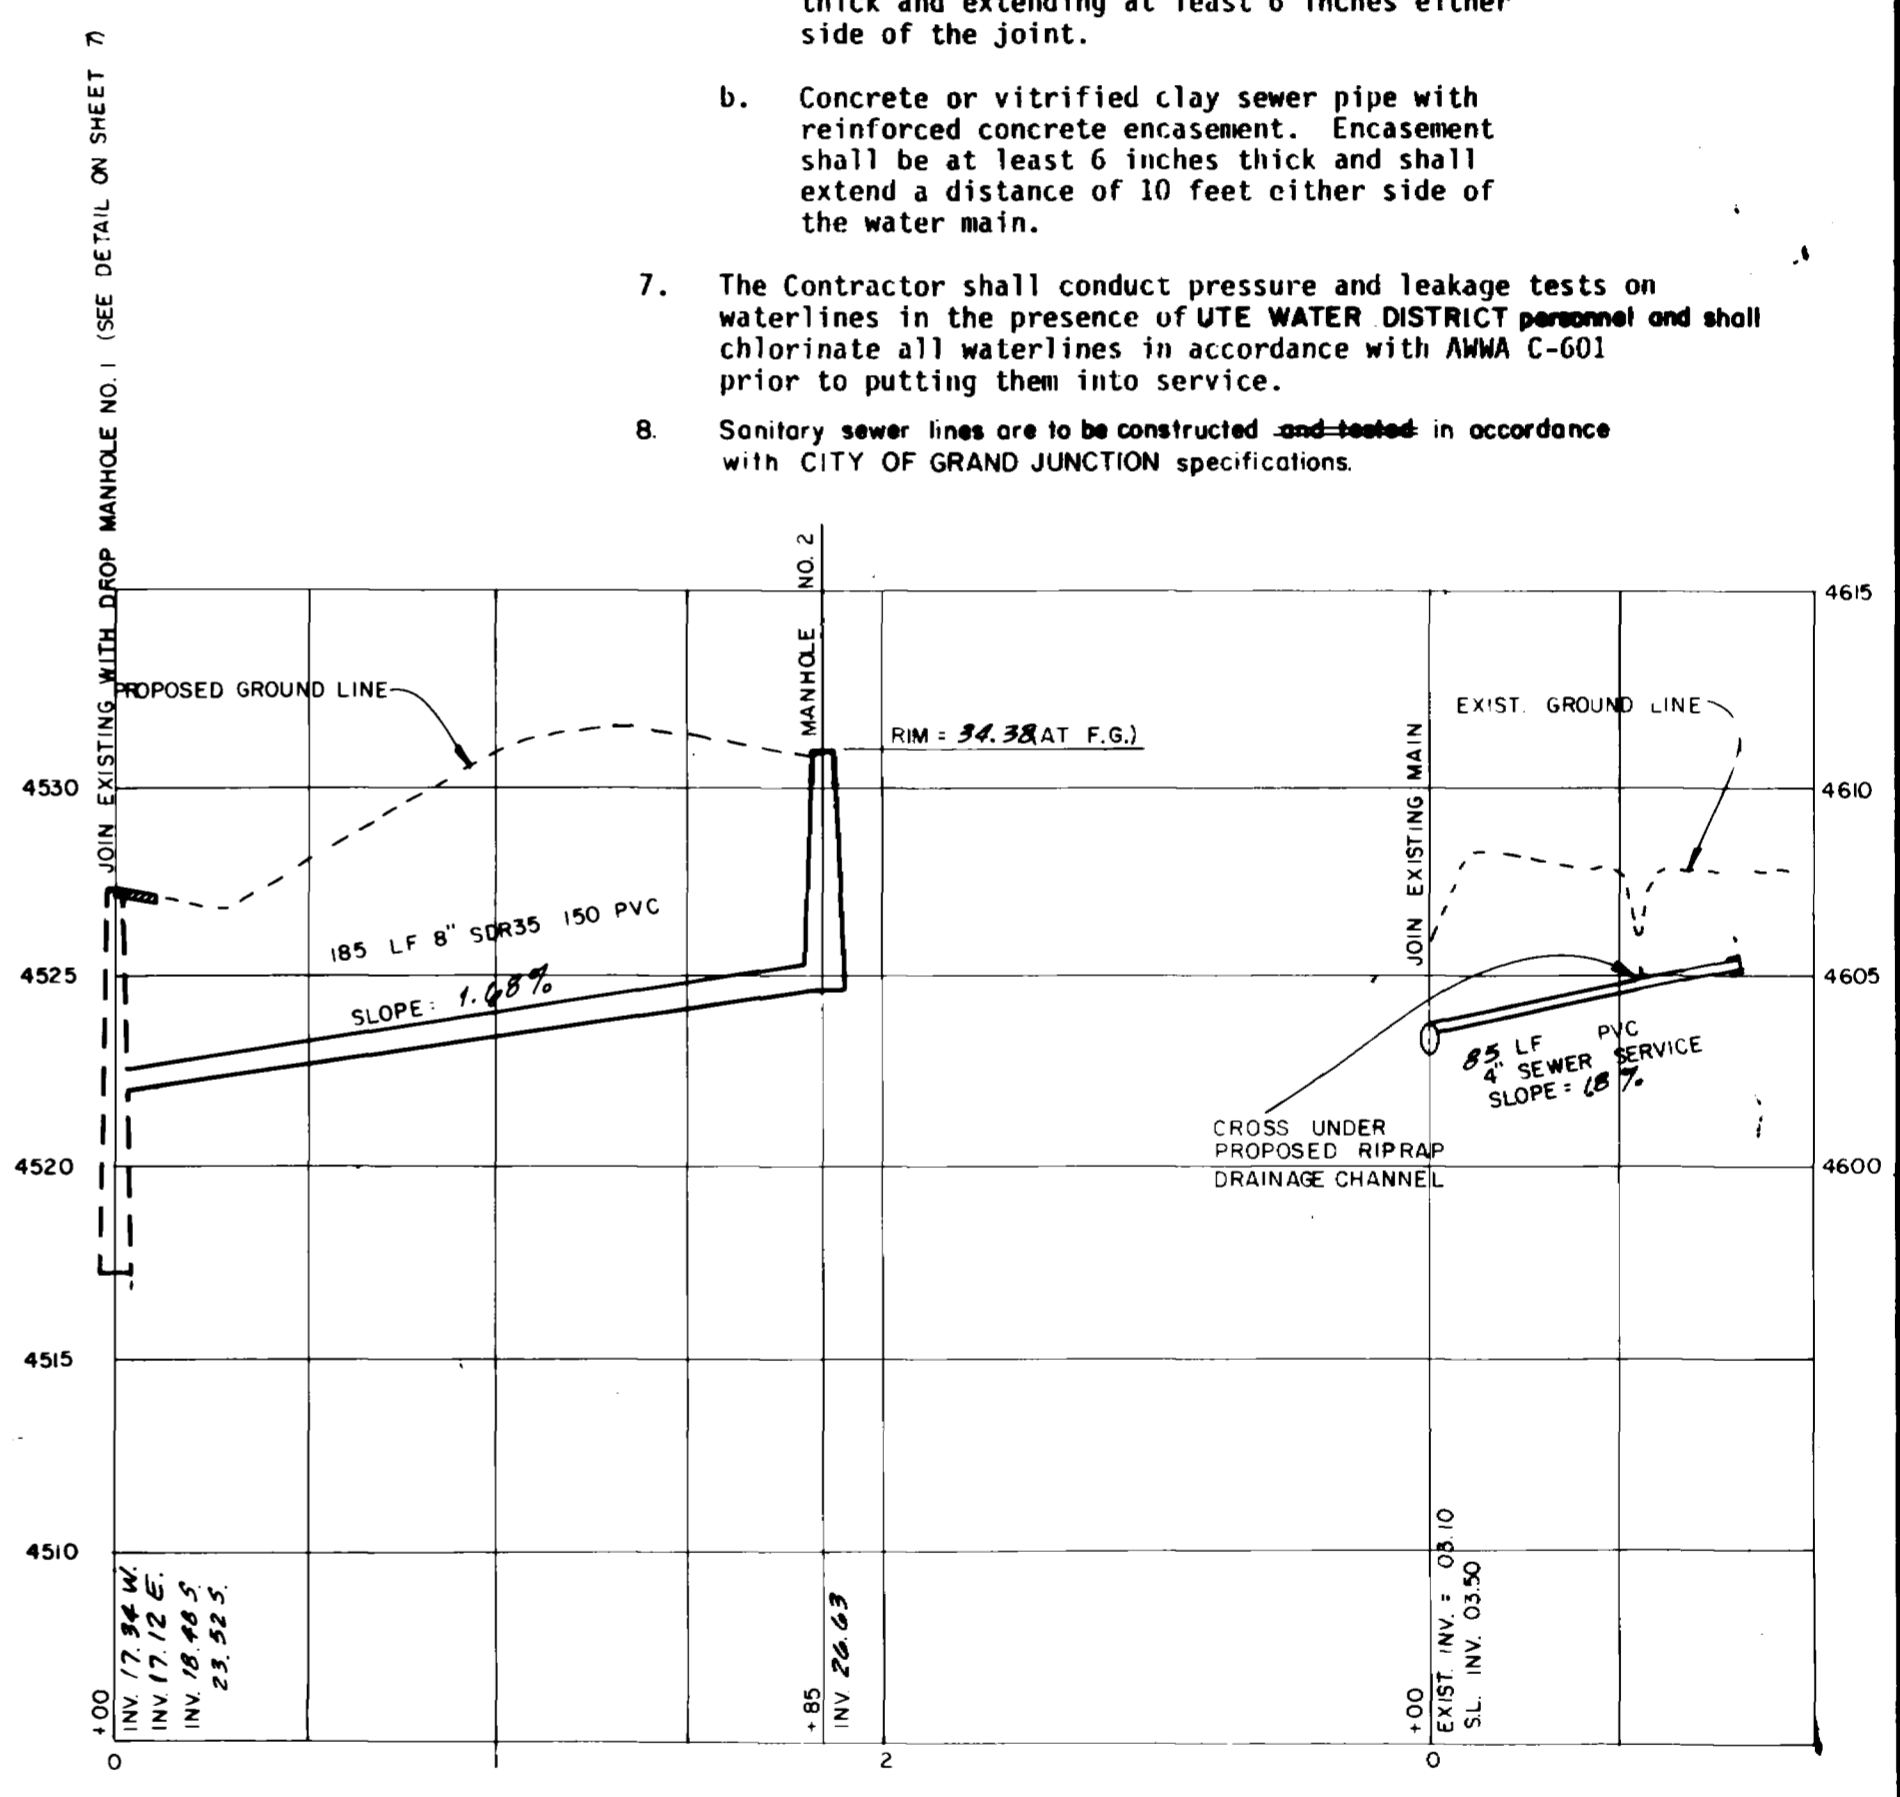 thick and extending at least 6 inches either
side of the joint.
b. Concrete or vitrified clay sewer pipe with
reinforced concrete encasement. Encasement
shall be at least 6 inches thick and shall
extend a distance of 10 feet either side of
the water main.
7. The Contractor shall conduct pressure and leakage tests on
waterlines in the presence of UTE WATER DISTRICT personnel and shall
chlorinate all waterlines in accordance with AWWA C-601
prior to putting them into service.
8. Sanitary sewer lines are to be constructed and tested in accordance
with CITY OF GRAND JUNCTION specifications.
JOIN EXISTING WITH DROP MANHOLE NO. 1 (SEE DETAIL ON SHEET 7)
MANHOLE NO. 2
4615
PROPOSED GROUND LINE
EXIST. GROUND LINE
RIM = 34.38 (AT F.G.)
JOIN EXISTING MAIN
4530
4610
185 LF 8" SDR35 150 PVC
SLOPE: 1.68%
4525
4605
85 LF PVC
4" SEWER SERVICE
SLOPE = 1.8 %
CROSS UNDER
PROPOSED RIPRAP
DRAINAGE CHANNEL
4520
4600
4515
4510
+00
INV. 17.34 W.
INV. 17.12 E.
INV. 18.48 S.
23.52 S.
+85
INV. 26.63
+00
EXIST. INV. = 03.10
S.L. INV. 03.50
0
1
2
0